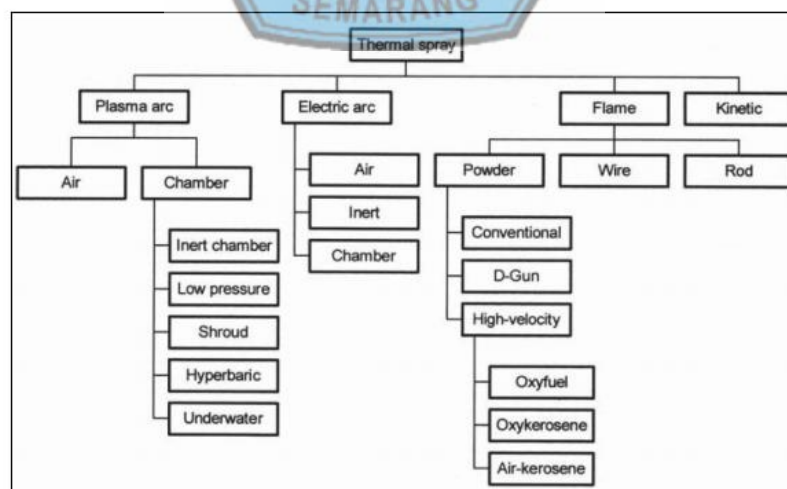 SEMARANG
Thermal spray
Plasma arc
Electric arc
Flame
Kinetic
Air
Chamber
Air
Powder
Wire
Rod
Inert chamber
Inert
Conventional
Low pressure
Chamber
D-Gun
Shroud
High-velocity
Hyperbaric
Oxyfuel
Underwater
Oxykerosene
Air-kerosene